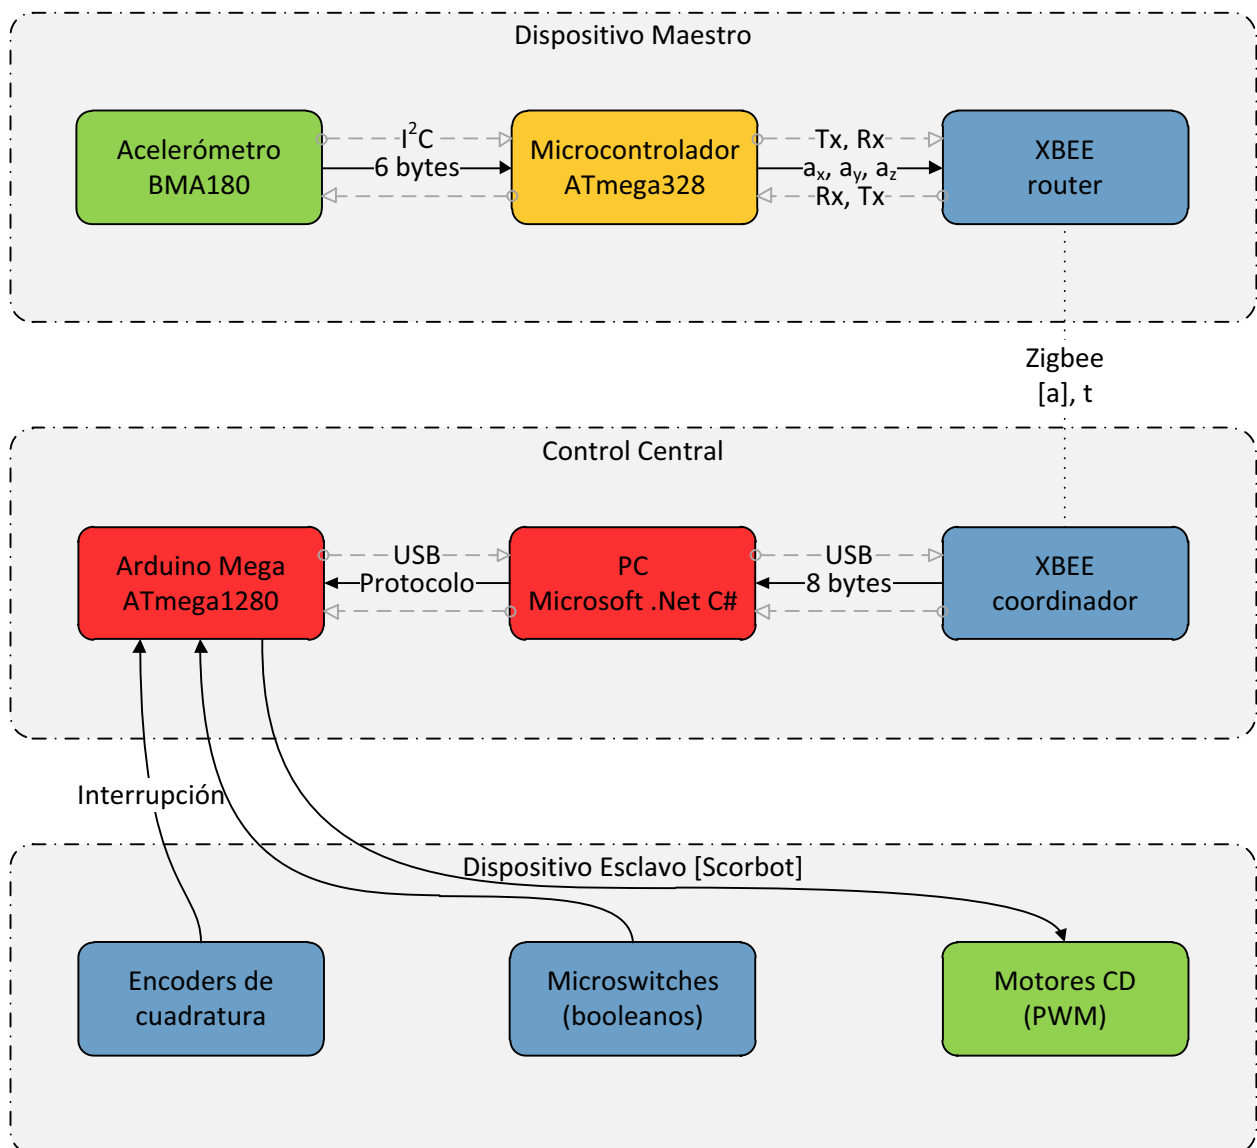 Dispositivo Maestro
Acelerómetro
BMA180
I²C
6 bytes
Microcontrolador
ATmega328
Tx, Rx
aₓ, a_y, a_z
Rx, Tx
XBEE
router
Zigbee
[a], t
Control Central
Arduino Mega
ATmega1280
USB
Protocolo
PC
Microsoft .Net C#
USB
8 bytes
XBEE
coordinador
Interrupción
Dispositivo Esclavo [Scorbot]
Encoders de
cuadratura
Microswitches
(booleanos)
Motores CD
(PWM)